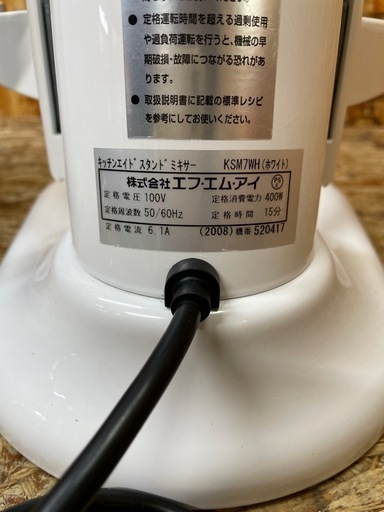 ● 定格運転時間を超える過剰使用
や過負荷運転を行うと、機械の早
期破損・故障につながる恐れが
あります。
● 取扱説明書に記載の標準レシピ
を参考にしてお使いください。
キッチンエイド スタンドミキサー KSM7WH(ホワイト)
株式会社エフ・エム・アイ
定格電圧 100V 定格消費電力 400W
定格周波数 50/60Hz 定格時間 15分
定格電流 6.1A (2008)機番 520417